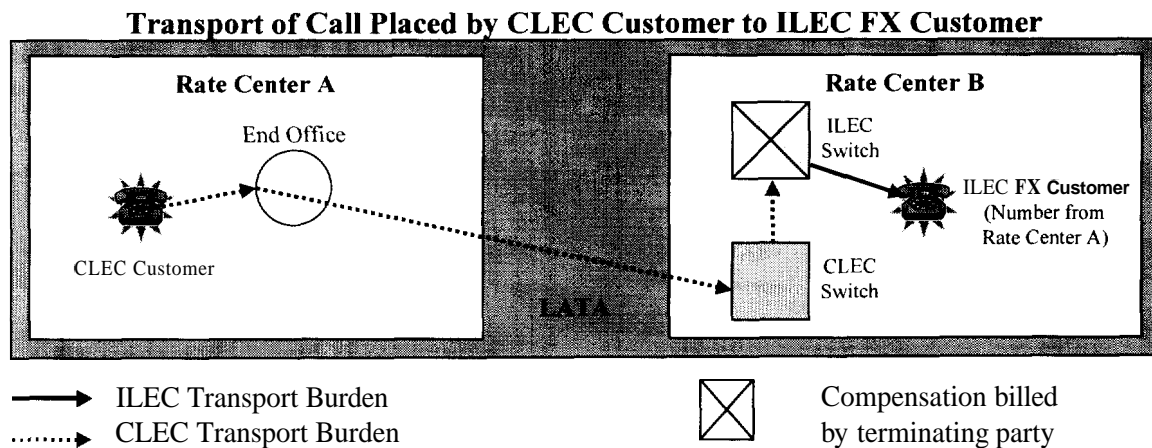 Transport of Call Placed by CLEC Customer to ILEC FX Customer
Rate Center A
End Office
CLEC Customer
LATA
Rate Center B
ILEC
Switch
ILEC FX Customer
(Number from
Rate Center A)
CLEC
Switch
ILEC Transport Burden
CLEC Transport Burden
Compensation billed
by terminating party